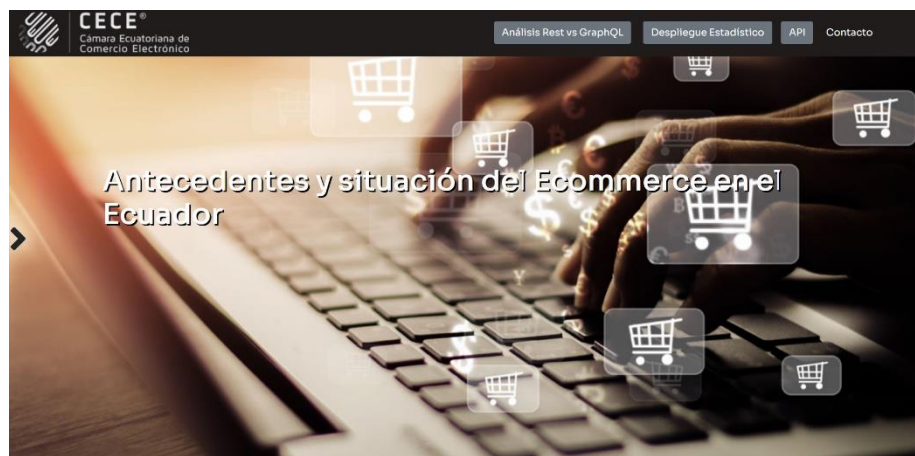 CECE®
Cámara Ecuatoriana de
Comercio Electrónico
Análisis Rest vs GraphQL
Despliegue Estadístico
API
Contacto
Antecedentes y situación del Ecommerce en el
Ecuador